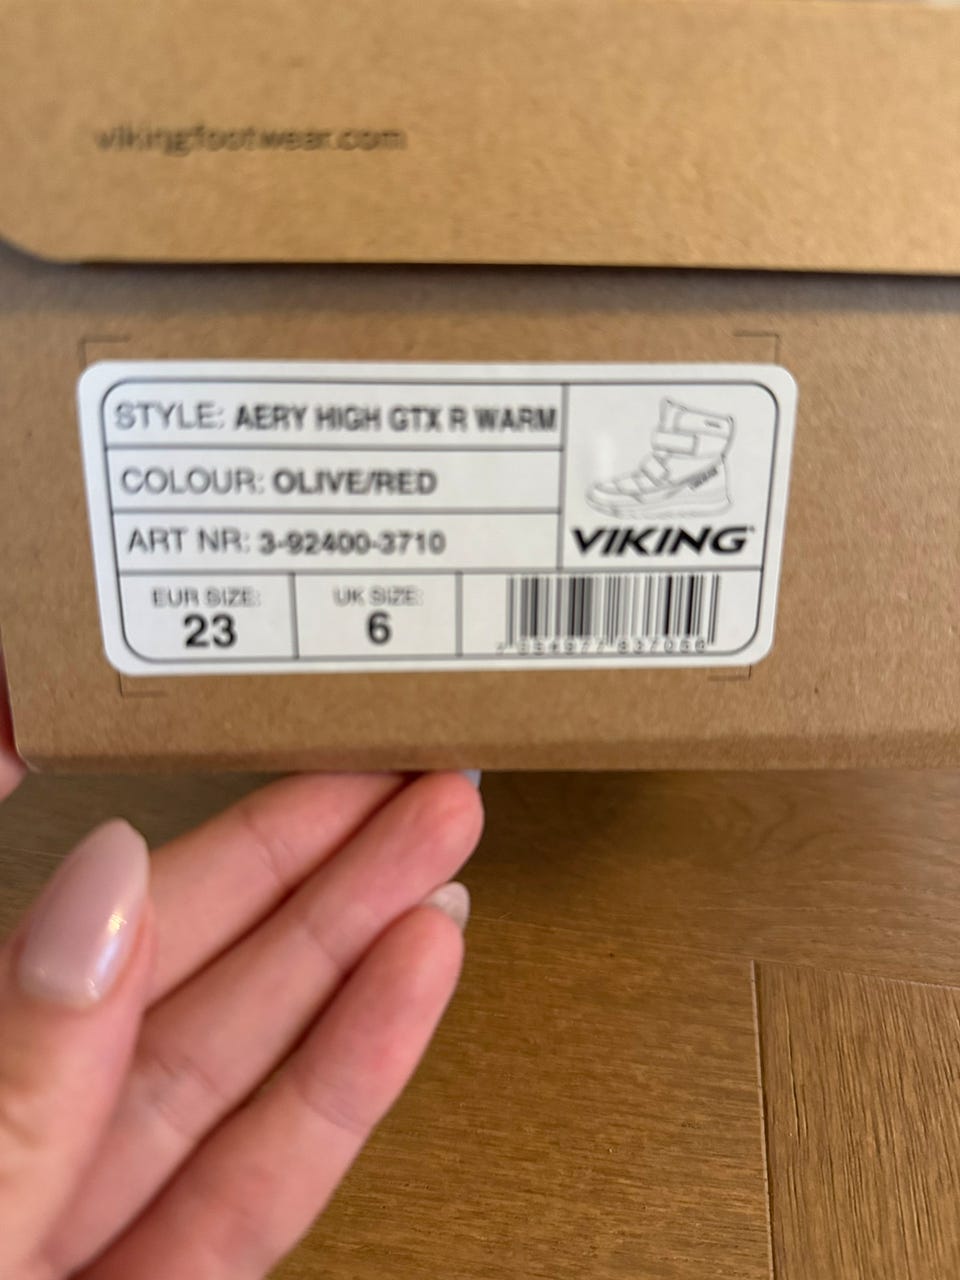 vikingfootwear.com
STYLE: AERY HIGH GTX R WARM
COLOUR: OLIVE/RED
ART NR: 3-92400-3710
VIKING
EUR SIZE:
23
UK SIZE:
6